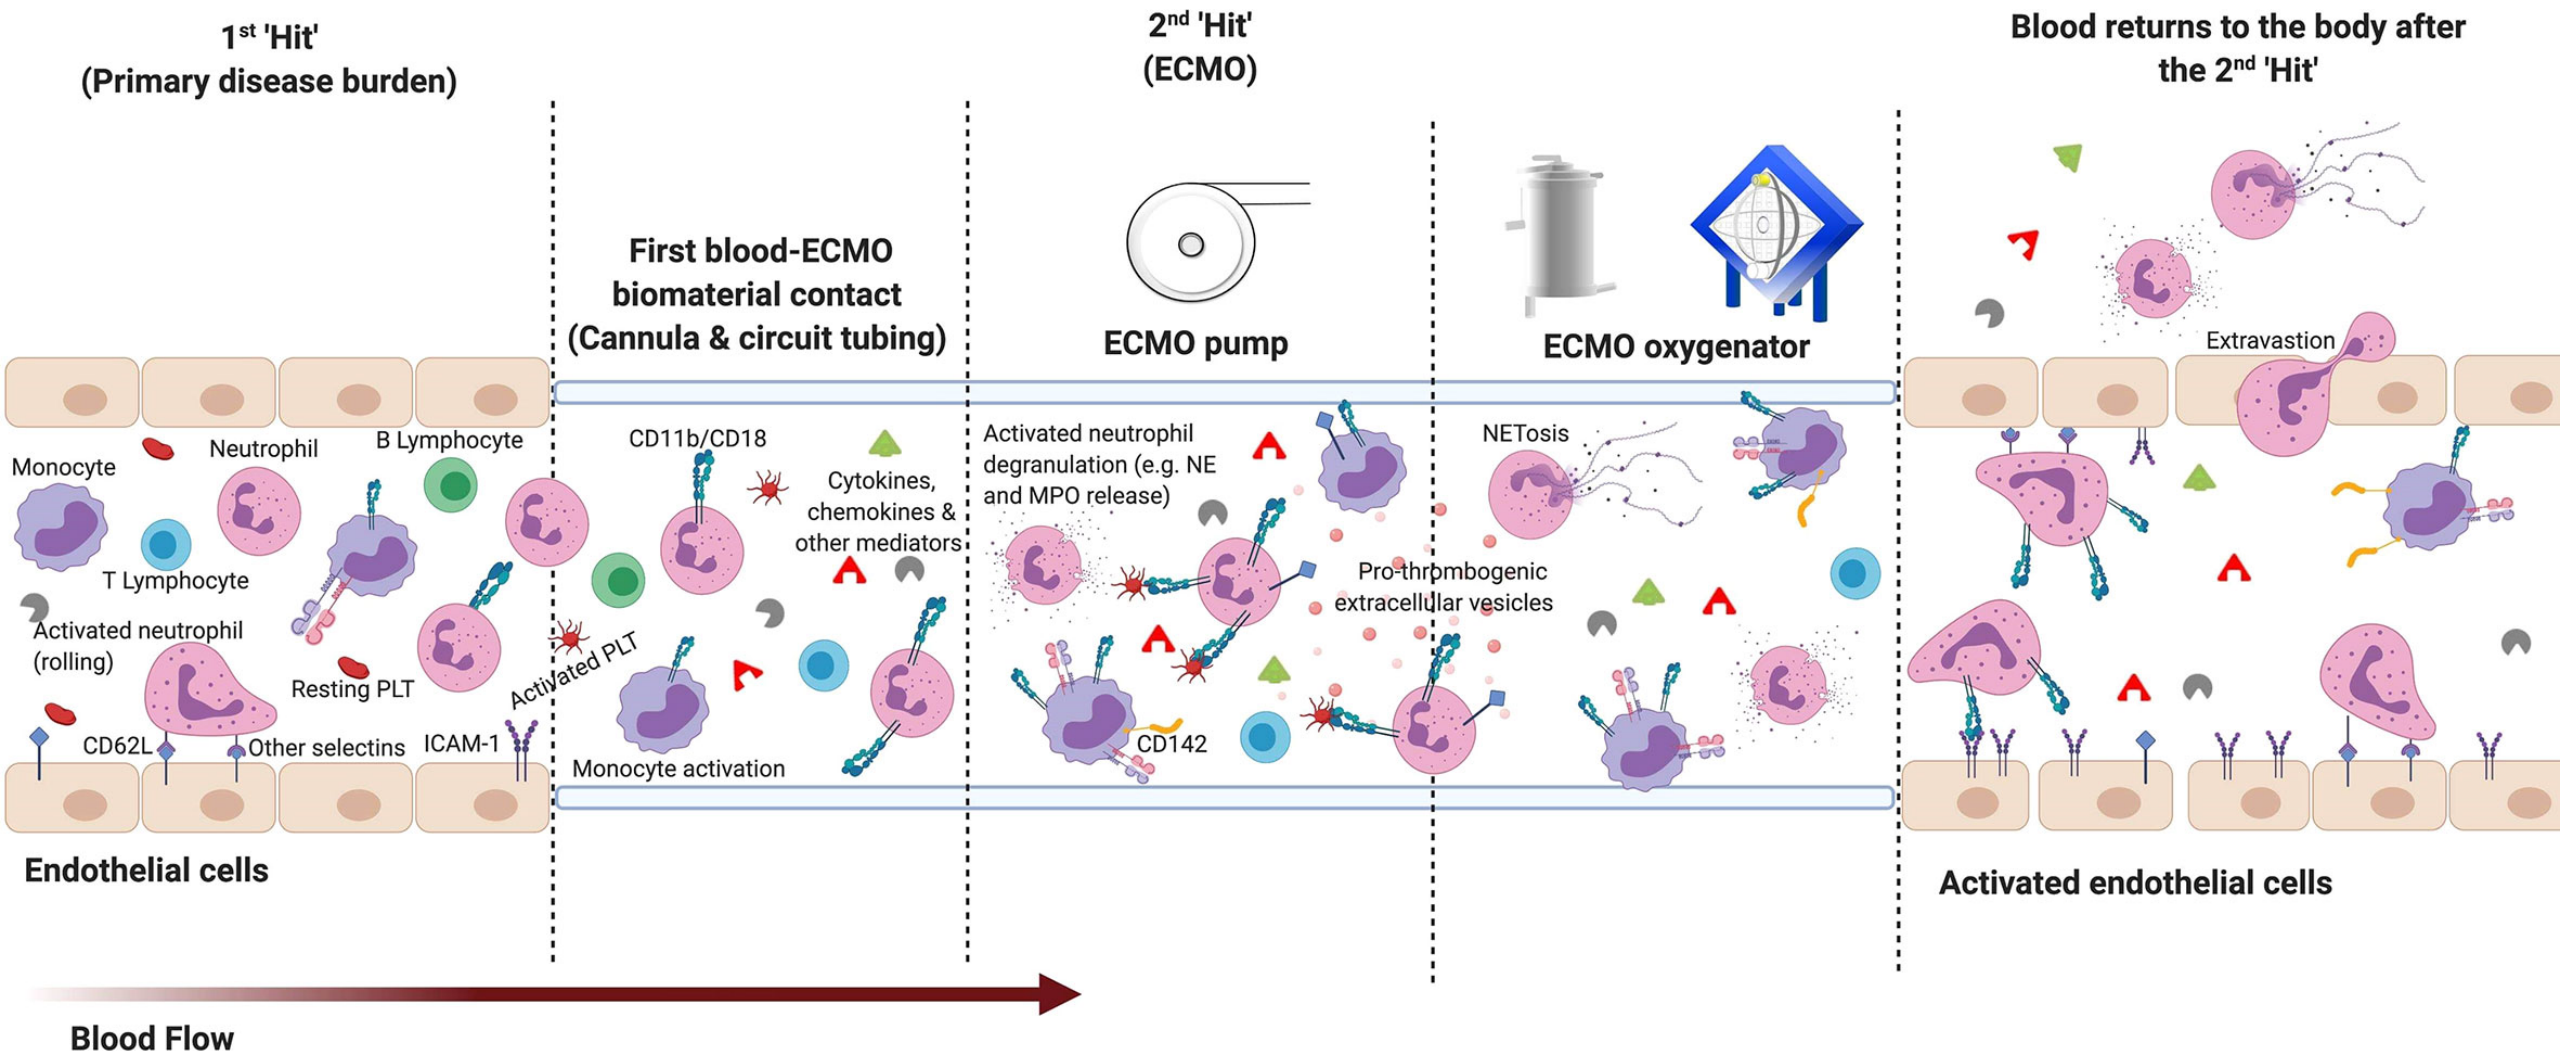 1st 'Hit'
(Primary disease burden)
2nd 'Hit'
(ECMO)
Blood returns to the body after
the 2nd 'Hit'
First blood-ECMO
biomaterial contact
(Cannula & circuit tubing)
ECMO pump
ECMO oxygenator
Extravastion
Monocyte
Neutrophil
B Lymphocyte
T Lymphocyte
Activated neutrophil
(rolling)
Resting PLT
CD62L
Other selectins
ICAM-1
Activated PLT
CD11b/CD18
Cytokines,
chemokines &
other mediators
Monocyte activation
Activated neutrophil
degranulation (e.g. NE
and MPO release)
CD142
Pro-thrombogenic
extracellular vesicles
NETosis
Endothelial cells
Activated endothelial cells
Blood Flow